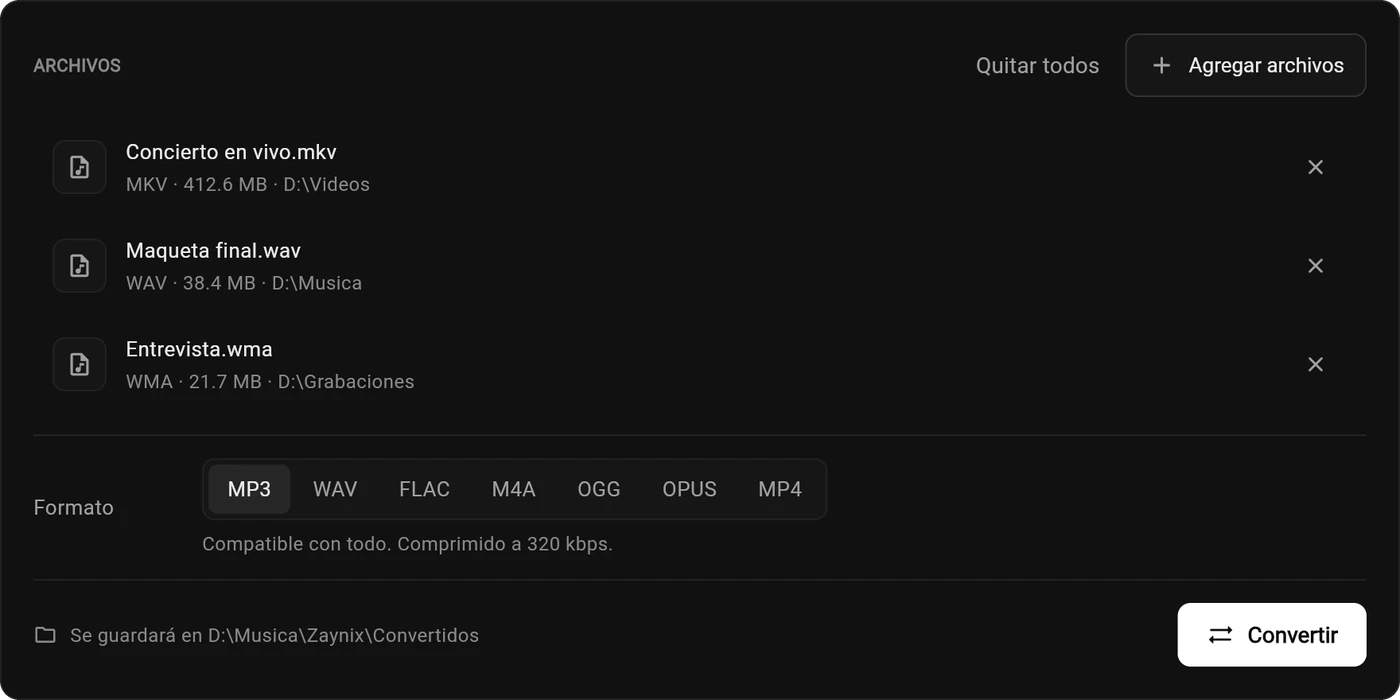 ARCHIVOS
Quitar todos
Agregar archivos
Concierto en vivo.mkv
MKV · 412.6 MB · D:\Videos
Maqueta final.wav
WAV · 38.4 MB · D:\Musica
Entrevista.wma
WMA · 21.7 MB · D:\Grabaciones
Formato
MP3 WAV FLAC M4A OGG OPUS MP4
Compatible con todo. Comprimido a 320 kbps.
Se guardará en D:\Musica\Zaynix\Convertidos
Convertir